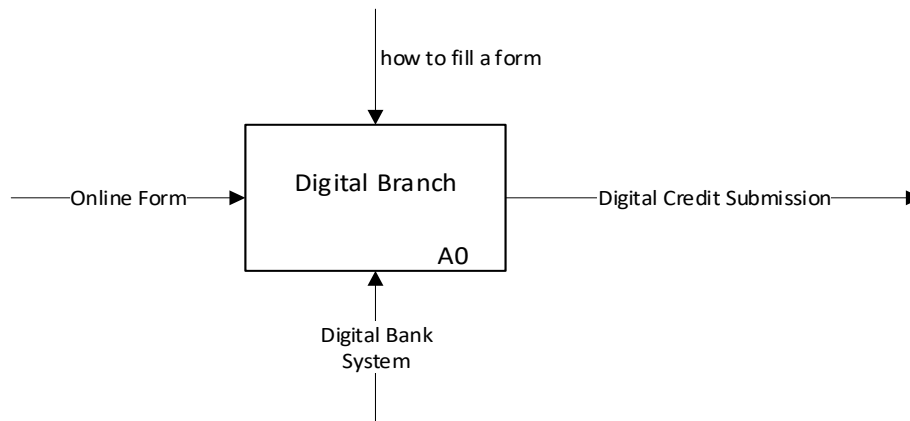 how to fill a form
Digital Branch
Online Form
Digital Credit Submission
A0
Digital Bank
System